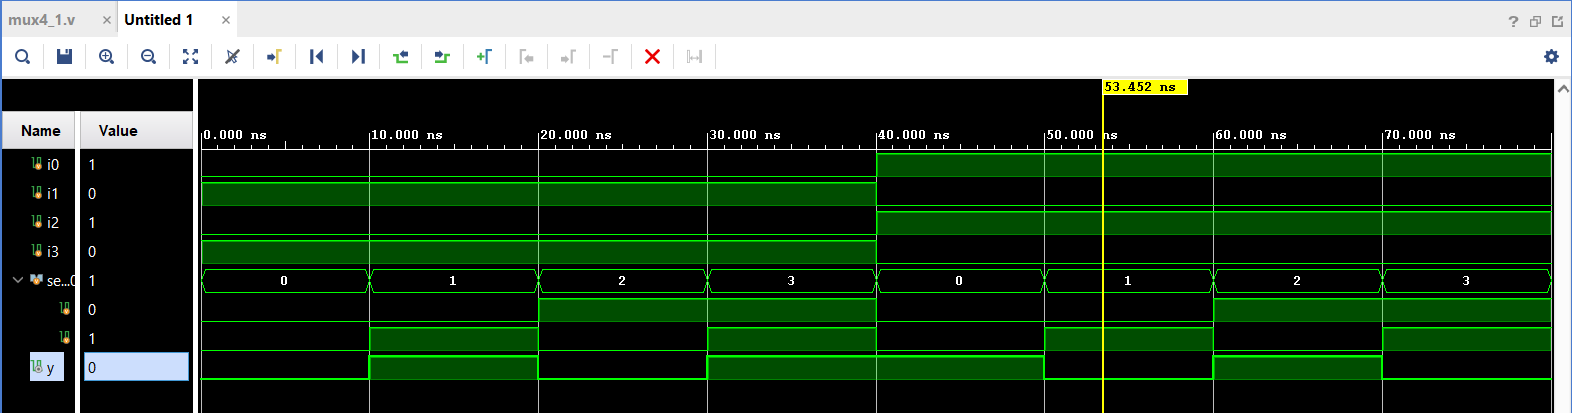 mux4_1.v × Untitled 1 ×
?
53.452 ns
Name Value
0.000 ns 10.000 ns 20.000 ns 30.000 ns 40.000 ns 50.000 ns 60.000 ns 70.000 ns
i0 1
i1 0
i2 1
i3 0
se...0 1 0 1 2 3 0 1 2 3
0
1
y 0